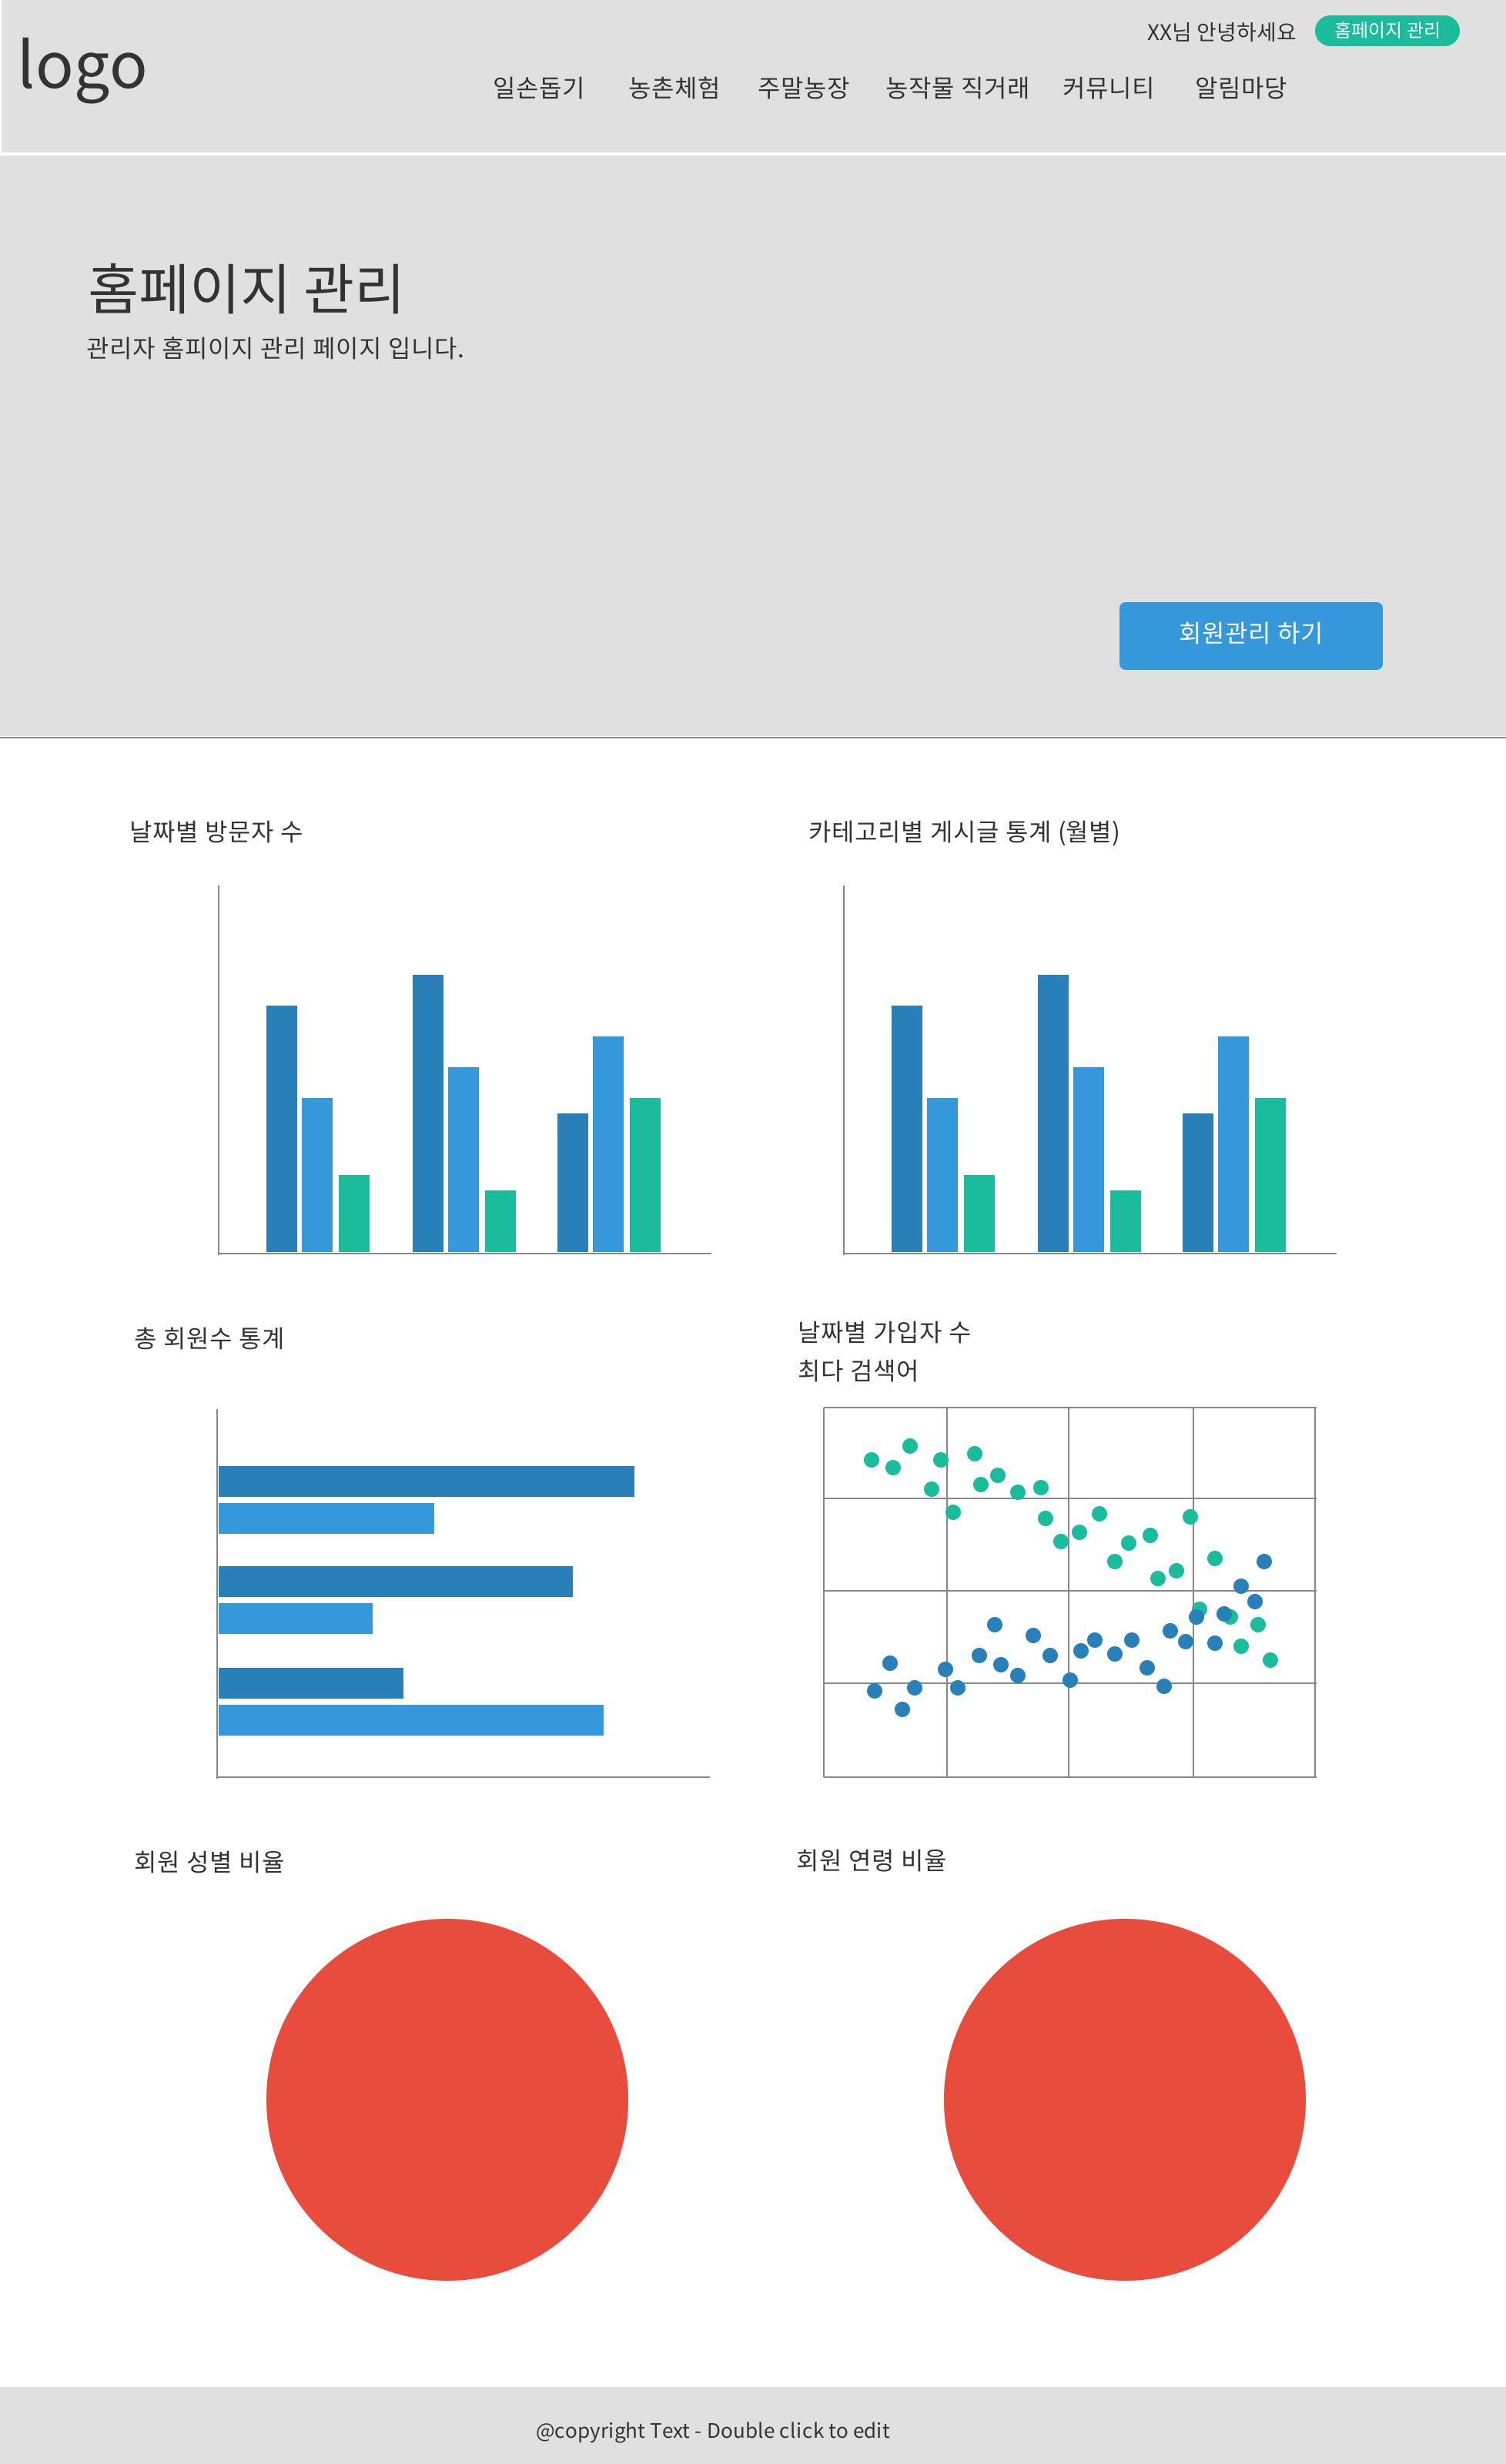 logo
XX님 안녕하세요
홈페이지 관리
일손돕기 농촌체험 주말농장 농작물 직거래 커뮤니티 알림마당
홈페이지 관리
관리자 홈피이지 관리 페이지 입니다.
회원관리 하기
날짜별 방문자 수
카테고리별 게시글 통계 (월별)
총 회원수 통계
날짜별 가입자 수
최다 검색어
회원 성별 비율
회원 연령 비율
@copyright Text - Double click to edit